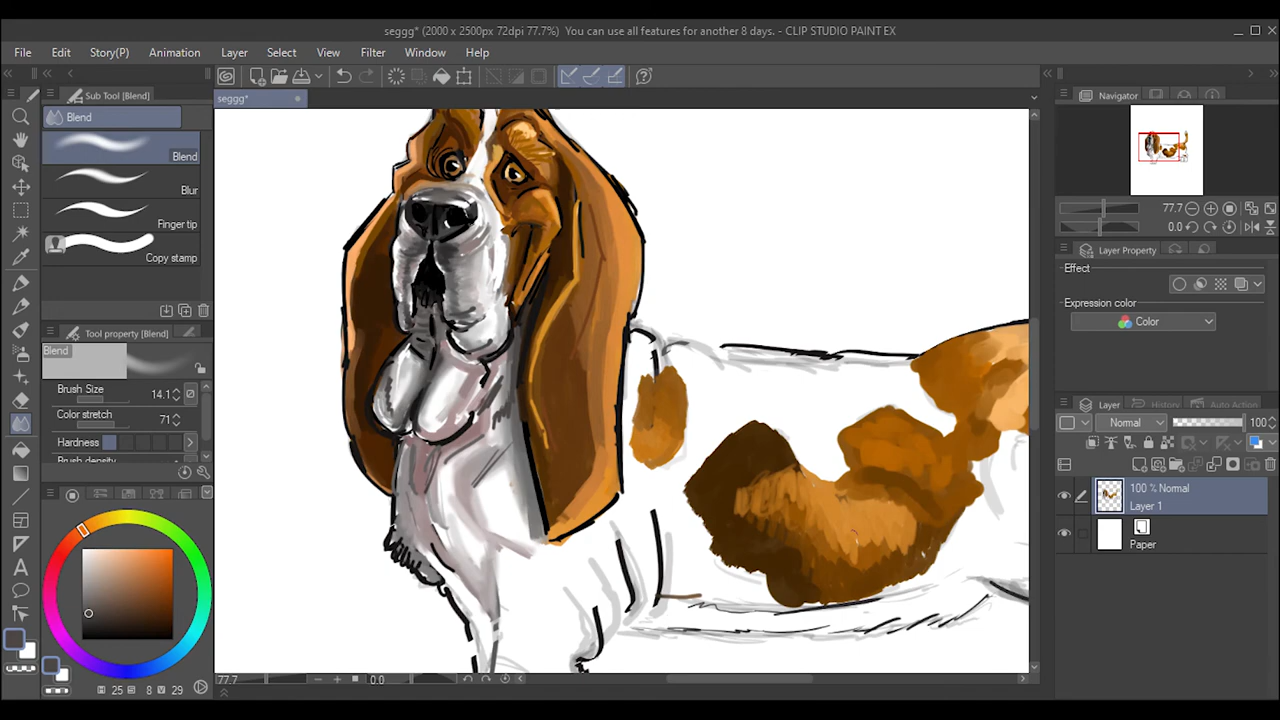 seggg* (2000 x 2500px 72dpi 77.7%)  You can use all features for another 8 days. - CLIP STUDIO PAINT EX
File Edit Story(P) Animation Layer Select View Filter Window Help
Sub Tool [Blend]
seggg*
Navigator
Blend
Blend
Blur
Finger tip
Copy stamp
77.7
0.0
Layer Property
Effect
Expression color
Color
Tool property [Blend]
Blend
Brush Size 14.1
Color stretch 71
Hardness
Brush density
Layer History Auto Action
Normal 100
100 % Normal
Layer 1
Paper
H 25 S 8 V 29
77.7 0.0